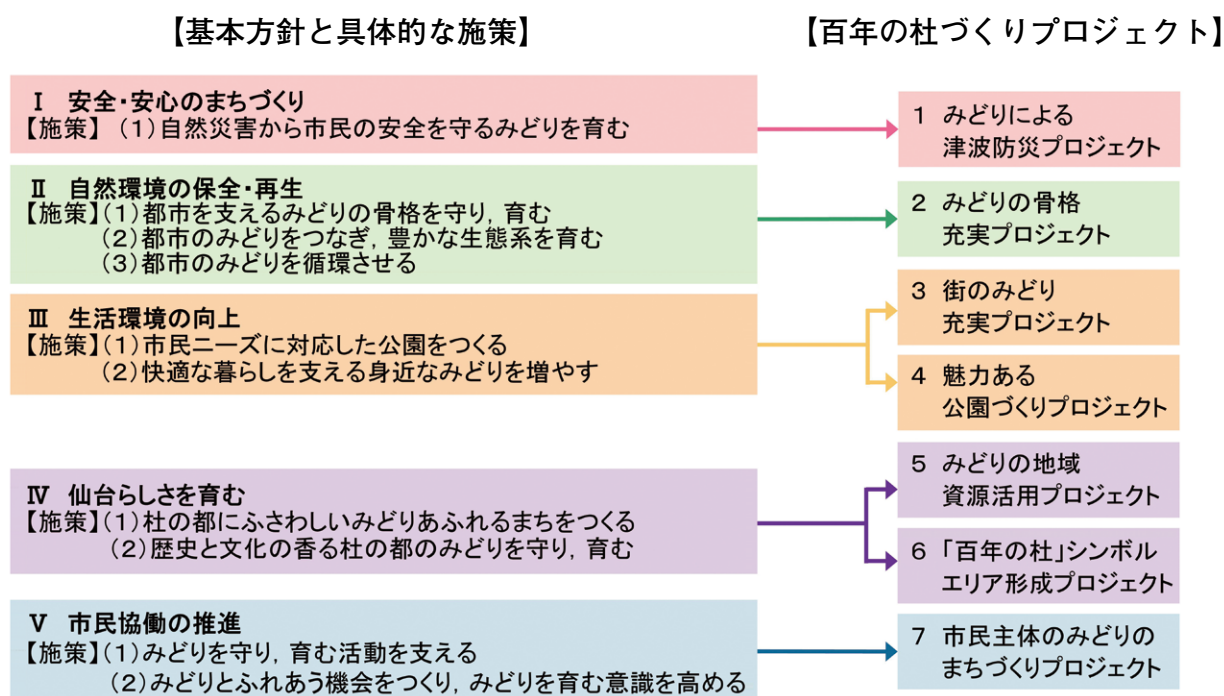 【基本方針と具体的な施策】
Ⅰ 安全・安心のまちづくり
【施策】 (1)自然災害から市民の安全を守るみどりを育む
Ⅱ 自然環境の保全・再生
【施策】(1)都市を支えるみどりの骨格を守り，育む
(2)都市のみどりをつなぎ，豊かな生態系を育む
(3)都市のみどりを循環させる
Ⅲ 生活環境の向上
【施策】(1)市民ニーズに対応した公園をつくる
(2)快適な暮らしを支える身近なみどりを増やす
Ⅳ 仙台らしさを育む
【施策】(1)杜の都にふさわしいみどりあふれるまちをつくる
(2)歴史と文化の香る杜の都のみどりを守り，育む
Ⅴ 市民協働の推進
【施策】(1)みどりを守り，育む活動を支える
(2)みどりとふれあう機会をつくり，みどりを育む意識を高める
【百年の杜づくりプロジェクト】
1 みどりによる
津波防災プロジェクト
2 みどりの骨格
充実プロジェクト
3 街のみどり
充実プロジェクト
4 魅力ある
公園づくりプロジェクト
5 みどりの地域
資源活用プロジェクト
6 「百年の杜」シンボル
エリア形成プロジェクト
7 市民主体のみどりの
まちづくりプロジェクト